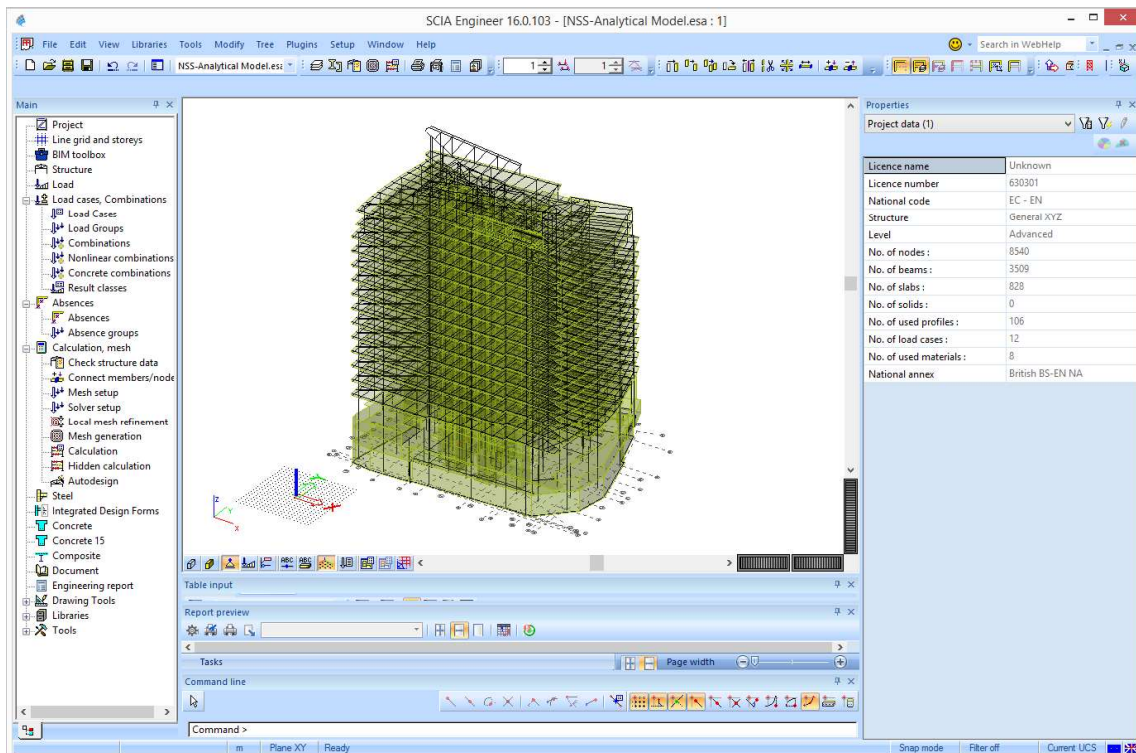 SCIA Engineer 16.0.103 - [NSS-Analytical Model.esa : 1]
File Edit View Libraries Tools Modify Tree Plugins Setup Window Help
Search in WebHelp
NSS-Analytical Model.esa
1
1
Main
Project
Line grid and storeys
BIM toolbox
Structure
Load
Load cases, Combinations
Load Cases
Load Groups
Combinations
Nonlinear combinations
Concrete combinations
Result classes
Absences
Absences
Absence groups
Calculation, mesh
Check structure data
Connect members/node
Mesh setup
Solver setup
Local mesh refinement
Mesh generation
Calculation
Hidden calculation
Autodesign
Steel
Integrated Design Forms
Concrete
Concrete 15
Composite
Document
Engineering report
Drawing Tools
Libraries
Tools
z
Y
X
ABC
ABC
Table input
Report preview
Tasks
Page width
Command line
Command >
Properties
Project data (1)
Licence name Unknown
Licence number 630301
National code EC - EN
Structure General XYZ
Level Advanced
No. of nodes : 8540
No. of beams : 3509
No. of slabs : 828
No. of solids : 0
No. of used profiles : 106
No. of load cases : 12
No. of used materials : 8
National annex British BS-EN NA
m Plane XY Ready Snap mode Filter off Current UCS